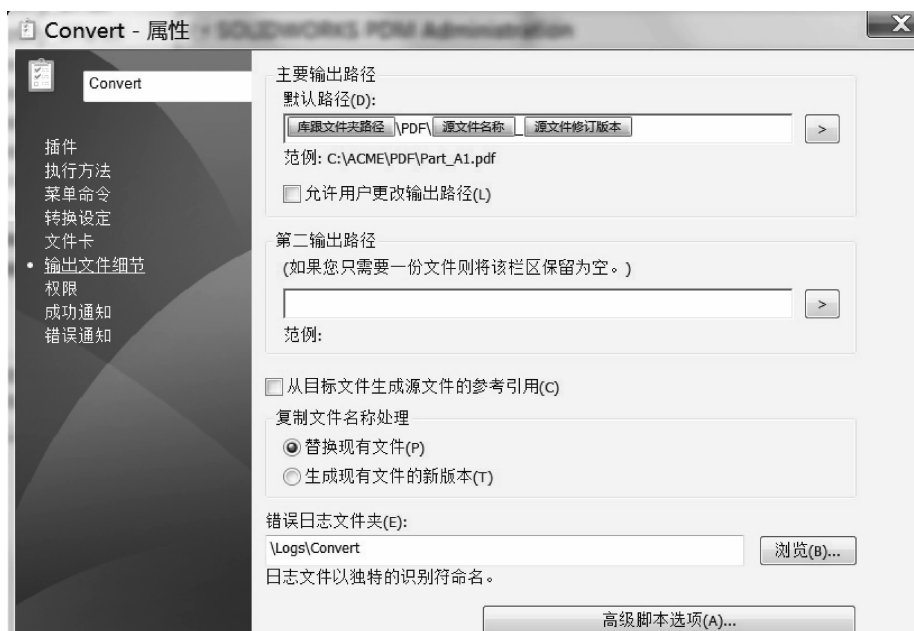 Convert - 属性
SOLIDWORKS PDM Administration
Convert
插件
执行方法
菜单命令
转换设定
文件卡
输出文件细节
权限
成功通知
错误通知
主要输出路径
默认路径(D):
库跟文件夹路径 \PDF\ 源文件名称 _ 源文件修订版本
>
范例: C:\ACME\PDF\Part_A1.pdf
允许用户更改输出路径(L)
第二输出路径
(如果您只需要一份文件则将该栏区保留为空。)
>
范例:
从目标文件生成源文件的参考引用(C)
复制文件名称处理
替换现有文件(P)
生成现有文件的新版本(T)
错误日志文件夹(E):
\Logs\Convert
浏览(B)...
日志文件以独特的识别符命名。
高级脚本选项(A)...